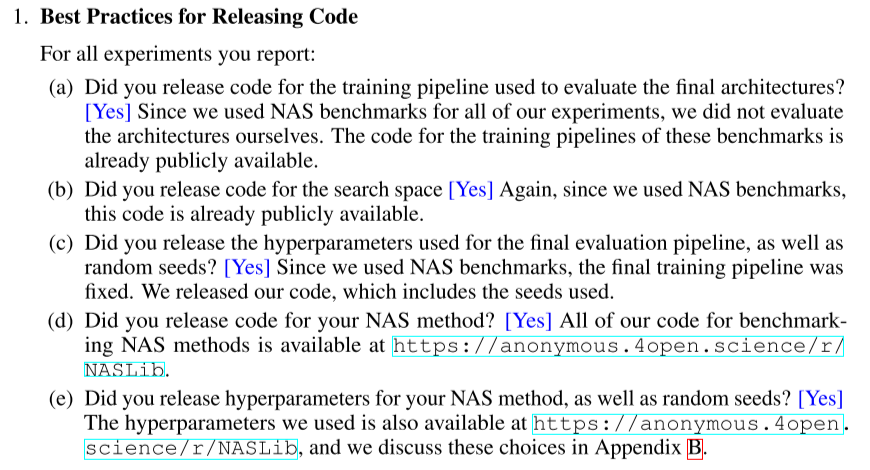 1. Best Practices for Releasing Code
For all experiments you report:
(a) Did you release code for the training pipeline used to evaluate the final architectures?
[Yes] Since we used NAS benchmarks for all of our experiments, we did not evaluate
the architectures ourselves. The code for the training pipelines of these benchmarks is
already publicly available.
(b) Did you release code for the search space [Yes] Again, since we used NAS benchmarks,
this code is already publicly available.
(c) Did you release the hyperparameters used for the final evaluation pipeline, as well as
random seeds? [Yes] Since we used NAS benchmarks, the final training pipeline was
fixed. We released our code, which includes the seeds used.
(d) Did you release code for your NAS method? [Yes] All of our code for benchmark-
ing NAS methods is available at https://anonymous.4open.science/r/
NASLib.
(e) Did you release hyperparameters for your NAS method, as well as random seeds? [Yes]
The hyperparameters we used is also available at https://anonymous.4open.
science/r/NASLib, and we discuss these choices in Appendix B.